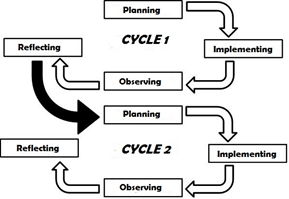 Planning
CYCLE 1
Reflecting
Implementing
Observing
Planning
CYCLE 2
Reflecting
Implementing
Observing